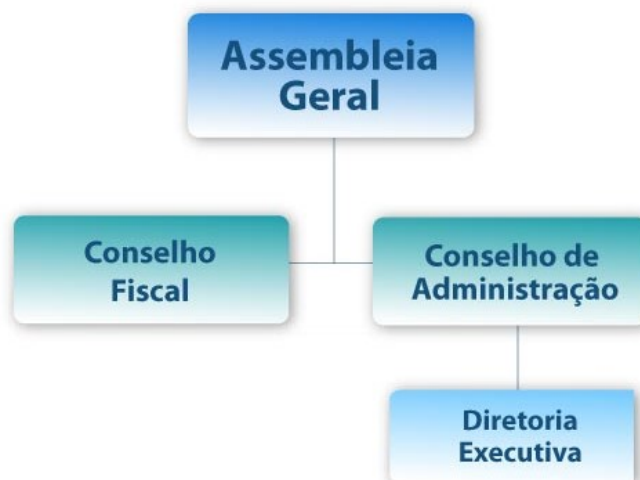 Assembleia
Geral
Conselho
Fiscal
Conselho de
Administração
Diretoria
Executiva